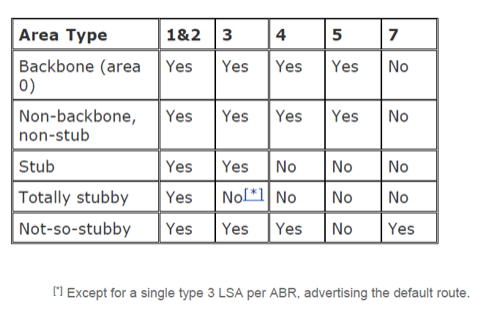 Area Type 1&2 3 4 5 7
Backbone (area Yes Yes Yes Yes No
0)
Non-backbone, Yes Yes Yes Yes No
non-stub
Stub Yes Yes No No No
Totally stubby Yes No[*] No No No
Not-so-stubby Yes Yes Yes No Yes
[*] Except for a single type 3 LSA per ABR, advertising the default route.